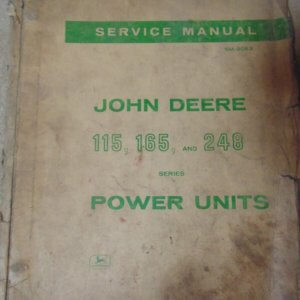 SERVICE MANUAL
JOHN DEERE
115, 165, AND 248
SERIES
POWER UNITS